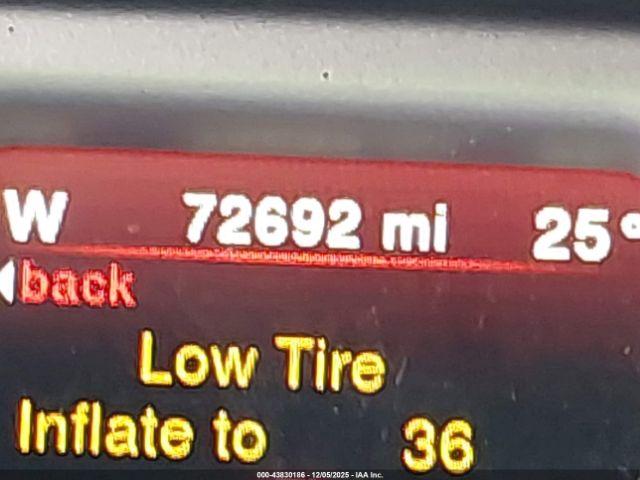 W 72692 mi 25°
back
Low Tire
Inflate to 36
000-43830186 - 12/05/2025 - IAA Inc.